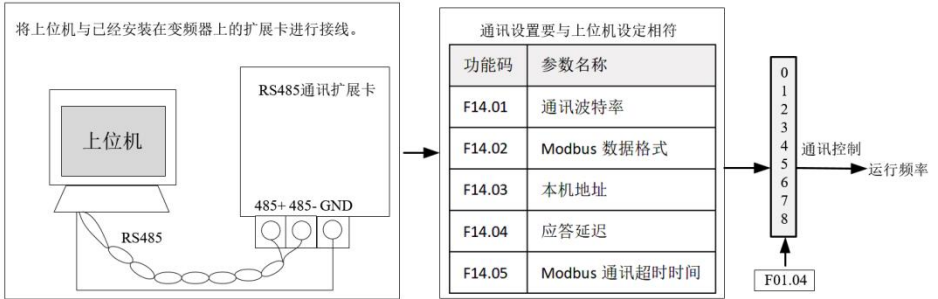 将上位机与已经安装在变频器上的扩展卡进行接线。
RS485通讯扩展卡
上位机
485+ 485- GND
RS485
通讯设置要与上位机设定相符
功能码 参数名称
F14.01 通讯波特率
F14.02 Modbus 数据格式
F14.03 本机地址
F14.04 应答延迟
F14.05 Modbus 通讯超时时间
0
1
2
3
4
5
6
7
8
通讯控制
运行频率
F01.04